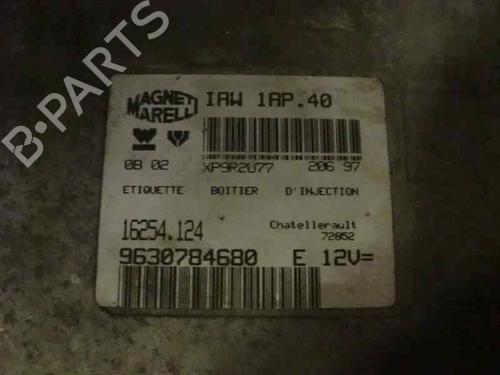 B-PARTS
MAGNETI
MARELLI
IAW 1AP.40
08 02 XP9R2U77 206 97
ETIQUETTE BOITIER D'INJECTION
16254.124 Chatellerault
72852
9630784680 E 12V=